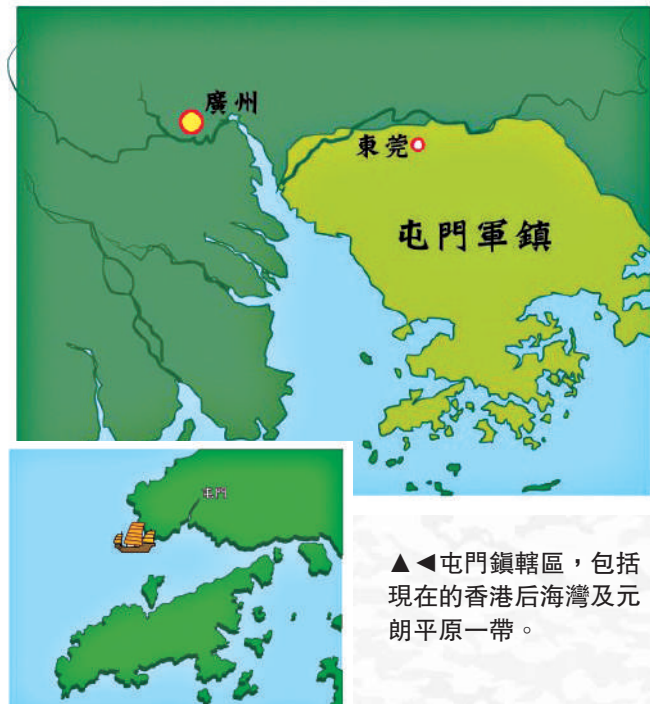 廣州
東莞
屯門軍鎮
屯門
▲◀屯門鎮轄區，包括
現在的香港后海灣及元
朗平原一帶。